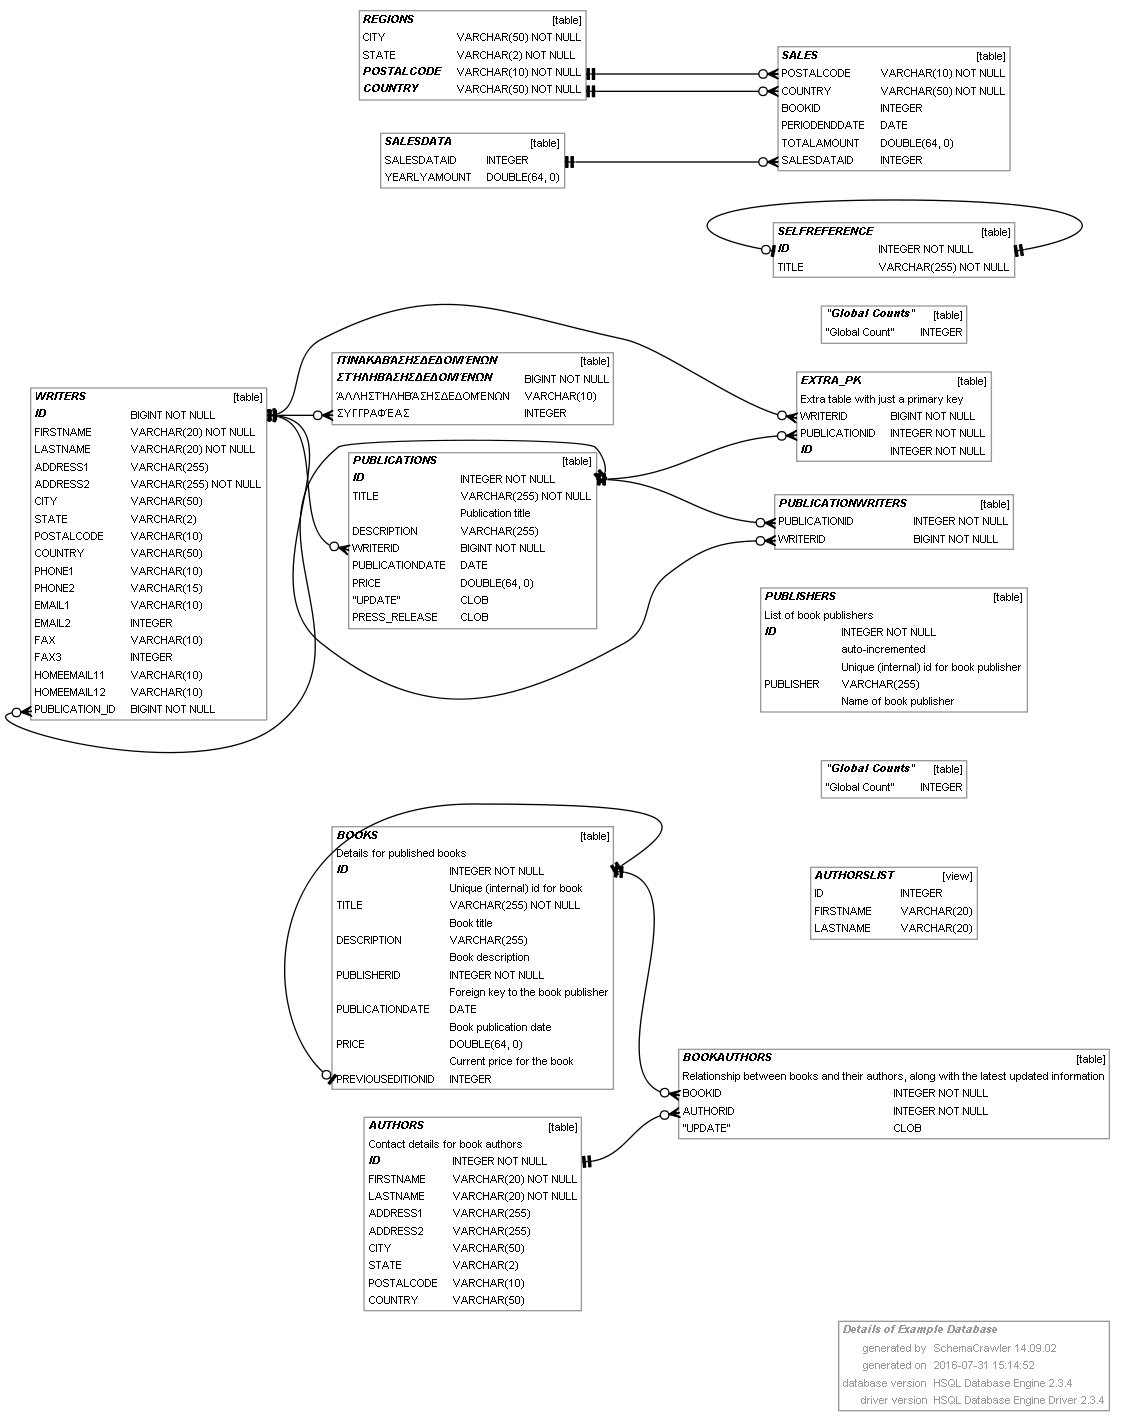 REGIONS [table]
CITY VARCHAR(50) NOT NULL
STATE VARCHAR(2) NOT NULL
POSTALCODE VARCHAR(10) NOT NULL
COUNTRY VARCHAR(50) NOT NULL
SALES [table]
POSTALCODE VARCHAR(10) NOT NULL
COUNTRY VARCHAR(50) NOT NULL
BOOKID INTEGER
PERIODENDDATE DATE
TOTALAMOUNT DOUBLE(64, 0)
SALESDATAID INTEGER
SALESDATA [table]
SALESDATAID INTEGER
YEARLYAMOUNT DOUBLE(64, 0)
SELFREFERENCE [table]
ID INTEGER NOT NULL
TITLE VARCHAR(255) NOT NULL
"Global Counts" [table]
"Global Count" INTEGER
WRITERS [table]
ID BIGINT NOT NULL
FIRSTNAME VARCHAR(20) NOT NULL
LASTNAME VARCHAR(20) NOT NULL
ADDRESS1 VARCHAR(255)
ADDRESS2 VARCHAR(255) NOT NULL
CITY VARCHAR(50)
STATE VARCHAR(2)
POSTALCODE VARCHAR(10)
COUNTRY VARCHAR(50)
PHONE1 VARCHAR(10)
PHONE2 VARCHAR(15)
EMAIL1 VARCHAR(10)
EMAIL2 INTEGER
FAX VARCHAR(10)
FAX3 INTEGER
HOMEEMAIL11 VARCHAR(10)
HOMEEMAIL12 VARCHAR(10)
PUBLICATION_ID BIGINT NOT NULL
ΠΊΝΑΚΑΒΆΣΗΣΔΕΔΟΜΈΝΩΝ [table]
ΣΤΉΛΗΒΆΣΗΣΔΕΔΟΜΈΝΩΝ BIGINT NOT NULL
ΆΛΛΗΣΤΉΛΗΒΆΣΗΣΔΕΔΟΜΈΝΩΝ VARCHAR(10)
ΣΥΓΓΡΑΦΈΑΣ INTEGER
PUBLICATIONS [table]
ID INTEGER NOT NULL
TITLE VARCHAR(255) NOT NULL
Publication title
DESCRIPTION VARCHAR(255)
WRITERID BIGINT NOT NULL
PUBLICATIONDATE DATE
PRICE DOUBLE(64, 0)
"UPDATE" CLOB
PRESS_RELEASE CLOB
EXTRA_PK [table]
Extra table with just a primary key
WRITERID BIGINT NOT NULL
PUBLICATIONID INTEGER NOT NULL
ID INTEGER NOT NULL
PUBLICATIONWRITERS [table]
PUBLICATIONID INTEGER NOT NULL
WRITERID BIGINT NOT NULL
PUBLISHERS [table]
List of book publishers
ID INTEGER NOT NULL
auto-incremented
Unique (internal) id for book publisher
PUBLISHER VARCHAR(255)
Name of book publisher
"Global Counts" [table]
"Global Count" INTEGER
BOOKS [table]
Details for published books
ID INTEGER NOT NULL
Unique (internal) id for book
TITLE VARCHAR(255) NOT NULL
Book title
DESCRIPTION VARCHAR(255)
Book description
PUBLISHERID INTEGER NOT NULL
Foreign key to the book publisher
PUBLICATIONDATE DATE
Book publication date
PRICE DOUBLE(64, 0)
Current price for the book
PREVIOUSEDITIONID INTEGER
AUTHORSLIST [view]
ID INTEGER
FIRSTNAME VARCHAR(20)
LASTNAME VARCHAR(20)
BOOKAUTHORS [table]
Relationship between books and their authors, along with the latest updated information
BOOKID INTEGER NOT NULL
AUTHORID INTEGER NOT NULL
"UPDATE" CLOB
AUTHORS [table]
Contact details for book authors
ID INTEGER NOT NULL
FIRSTNAME VARCHAR(20) NOT NULL
LASTNAME VARCHAR(20) NOT NULL
ADDRESS1 VARCHAR(255)
ADDRESS2 VARCHAR(255)
CITY VARCHAR(50)
STATE VARCHAR(2)
POSTALCODE VARCHAR(10)
COUNTRY VARCHAR(50)
Details of Example Database
generated by SchemaCrawler 14.09.02
generated on 2016-07-31 15:14:52
database version HSQL Database Engine 2.3.4
driver version HSQL Database Engine Driver 2.3.4